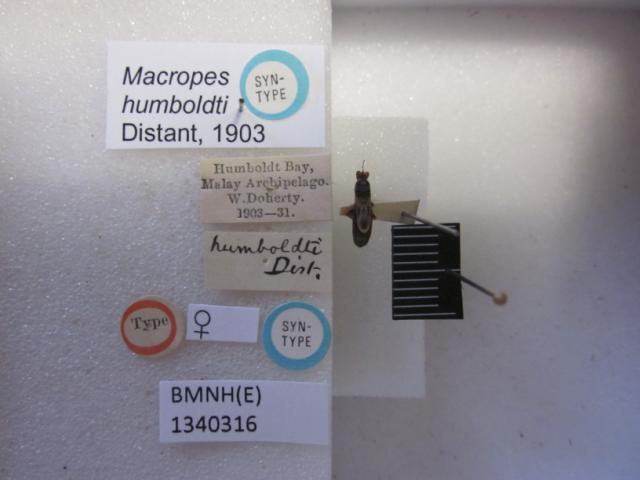 Macropes
humboldti
Distant, 1903
SYN-
TYPE
Humboldt Bay,
Malay Archipelago.
W.Doherty.
1903—31.
humboldti
Dist.
Type
♀
SYN-
TYPE
BMNH(E)
1340316